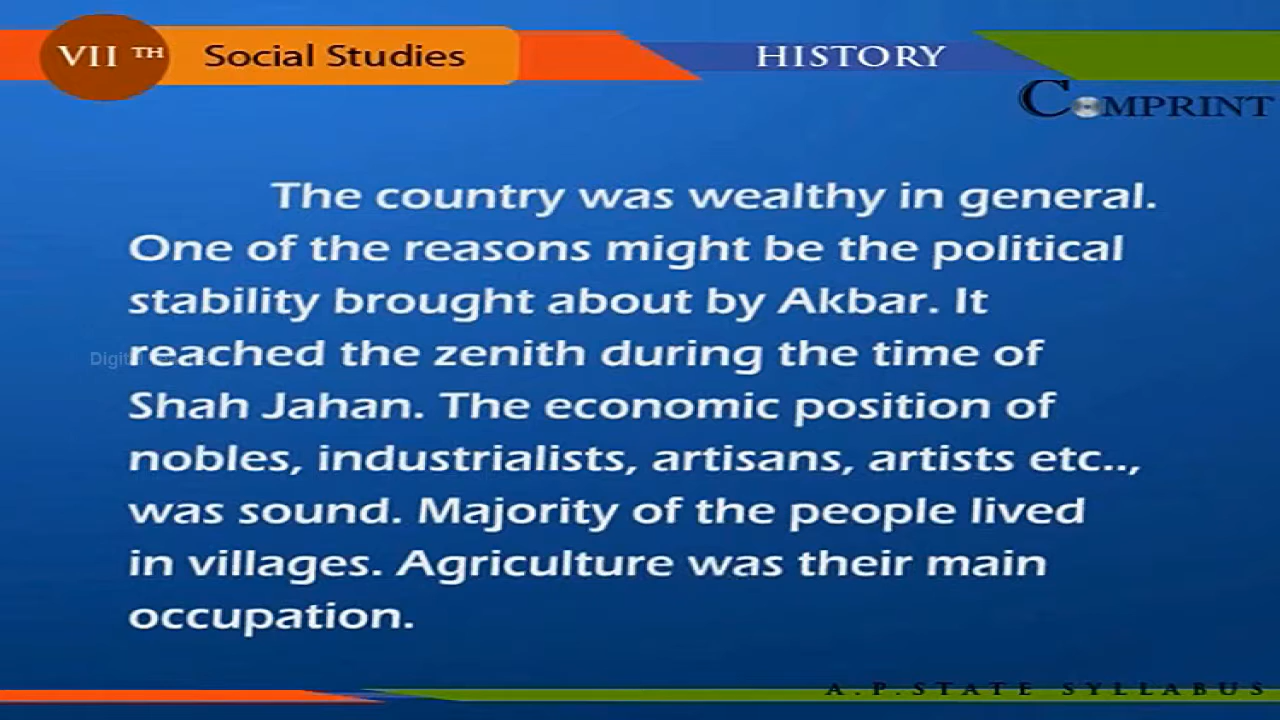 VII TH Social Studies HISTORY
COMPRINT
The country was wealthy in general.
One of the reasons might be the political
stability brought about by Akbar. It
reached the zenith during the time of
Shah Jahan. The economic position of
nobles, industrialists, artisans, artists etc..,
was sound. Majority of the people lived
in villages. Agriculture was their main
occupation.
Digital
A.P.STATE SYLLABUS